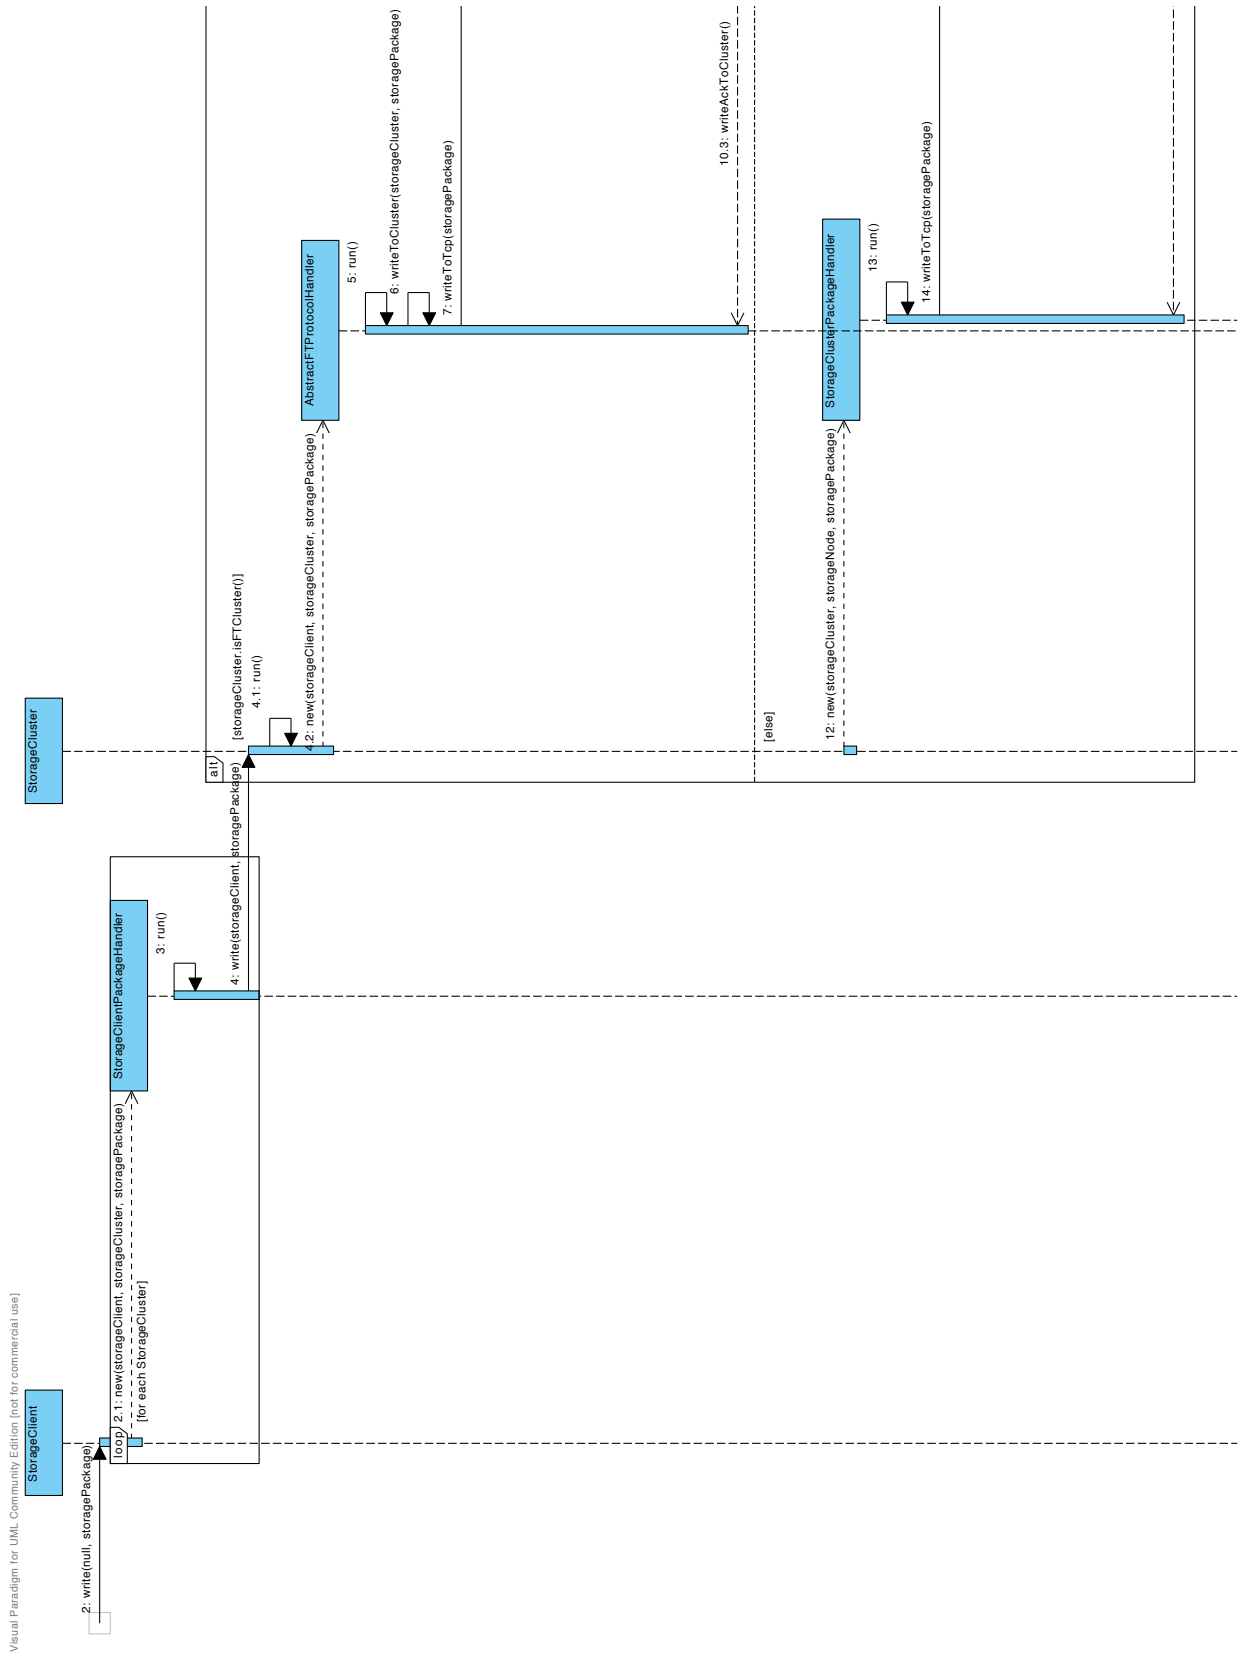 Visual Paradigm for UML Community Edition [not for commercial use]
StorageClient
StorageCluster
2: write(null, storagePackage)
loop
2.1: new(storageClient, storageCluster, storagePackage)
[for each StorageCluster]
StorageClientPackageHandler
3: run()
4: write(storageClient, storagePackage)
alt
[storageCluster.isFTCluster()]
4.1: run()
4.2: new(storageClient, storageCluster, storagePackage)
AbstractFTProtocolHandler
5: run()
6: writeToCluster(storageCluster, storagePackage)
7: writeToTcp(storagePackage)
10.3: writeAckToCluster()
[else]
12: new(storageCluster, storageNode, storagePackage)
StorageClusterPackageHandler
13: run()
14: writeToTcp(storagePackage)